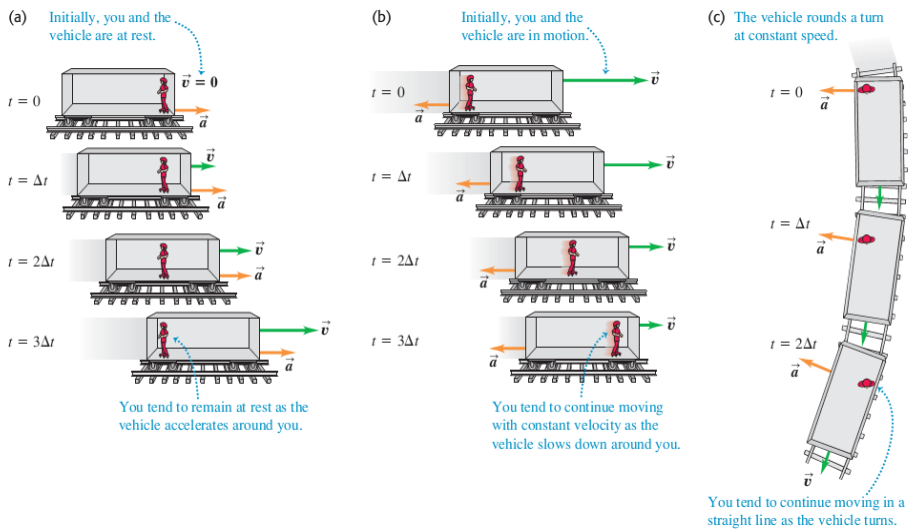 (a) Initially, you and the
vehicle are at rest.
v⃗ = 0
t = 0
a⃗
v⃗
t = Δt
a⃗
v⃗
t = 2Δt
a⃗
v⃗
t = 3Δt
a⃗
You tend to remain at rest as the
vehicle accelerates around you.
(b) Initially, you and the
vehicle are in motion.
v⃗
t = 0
a⃗
v⃗
t = Δt
a⃗
v⃗
t = 2Δt
a⃗
v⃗
t = 3Δt
a⃗
You tend to continue moving
with constant velocity as the
vehicle slows down around you.
(c) The vehicle rounds a turn
at constant speed.
t = 0
a⃗
t = Δt
a⃗
t = 2Δt
a⃗
v⃗
You tend to continue moving in a
straight line as the vehicle turns.